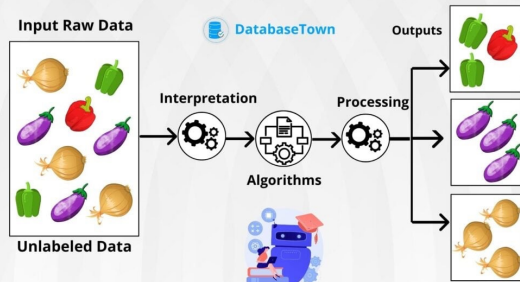 Input Raw Data
DatabaseTown
Outputs
Interpretation
Processing
Algorithms
Unlabeled Data